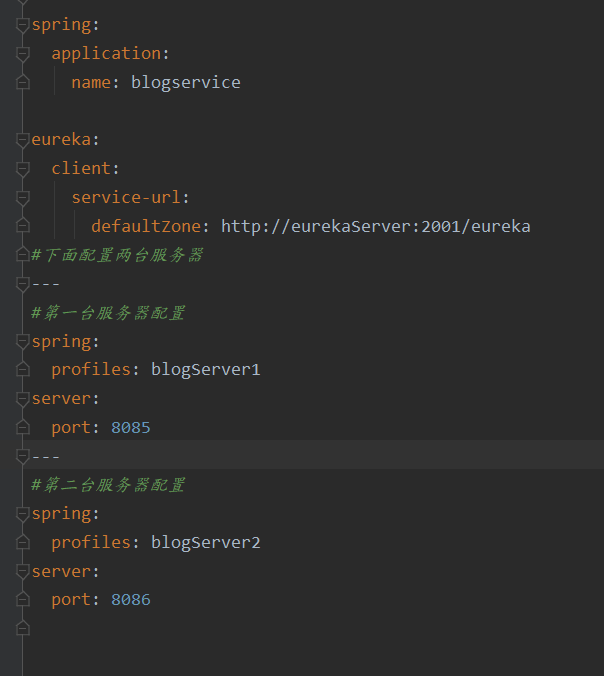 spring:
  application:
    name: blogservice
eureka:
  client:
    service-url:
      defaultZone: http://eurekaServer:2001/eureka
#下面配置两台服务器
---
#第一台服务器配置
spring:
  profiles: blogServer1
server:
  port: 8085
---
#第二台服务器配置
spring:
  profiles: blogServer2
server:
  port: 8086